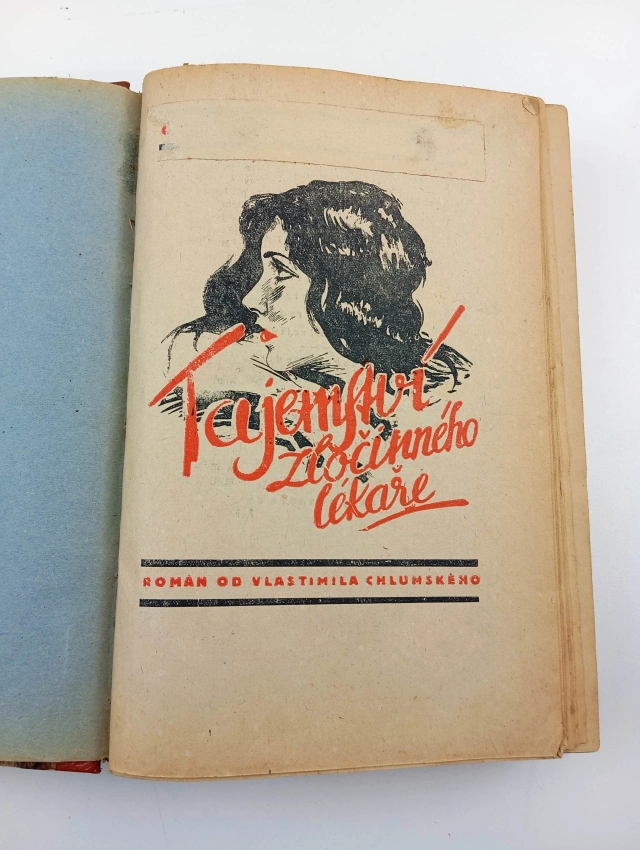 Tajemství
zločinného
lékaře
ROMÁN OD VLASTIMILA CHLUMSKÉHO